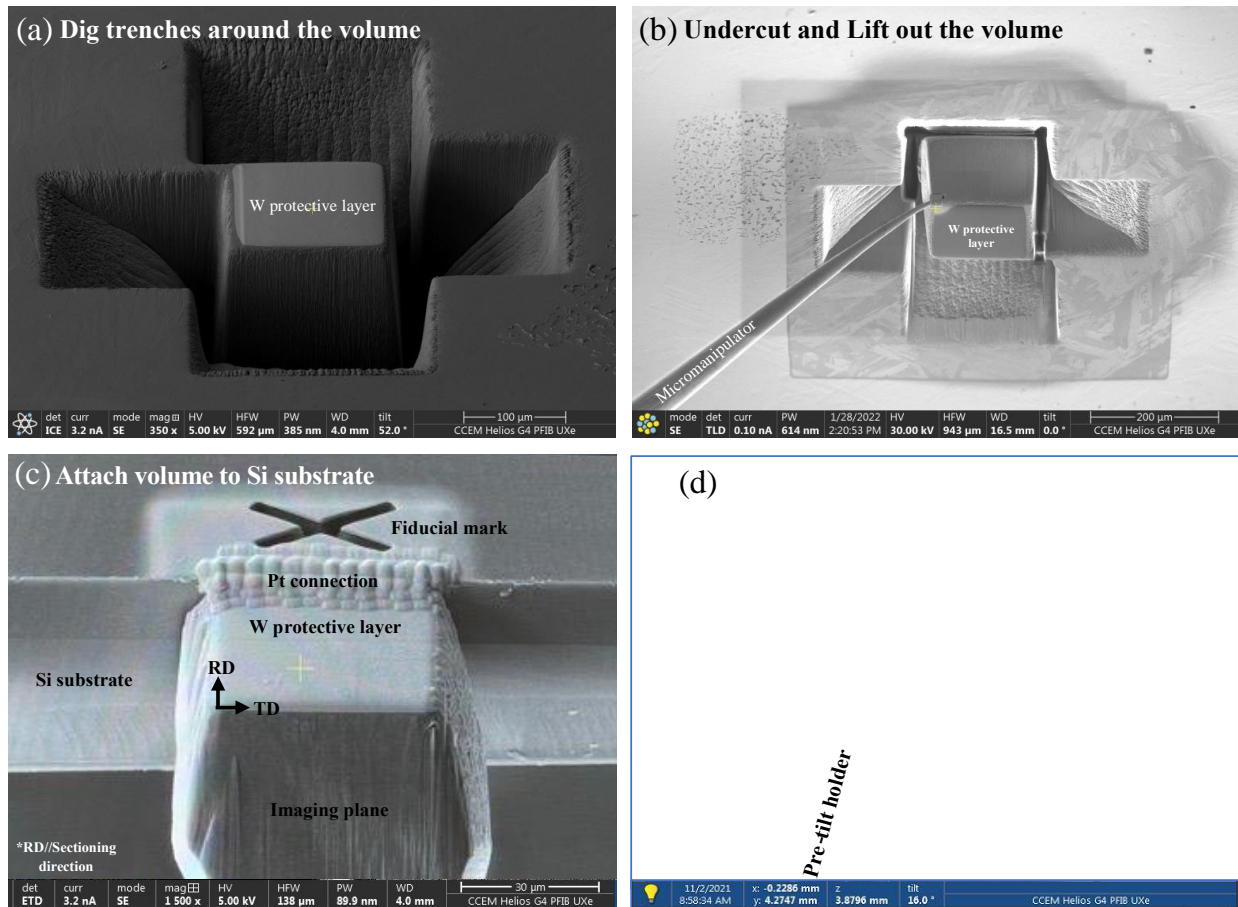 (a) Dig trenches around the volume
W protective layer
det curr mode mag HV HFW PW WD tilt
ICE 3.2 nA SE 350 x 5.00 kV 592 µm 385 nm 4.0 mm 52.0 °
100 µm
CCEM Helios G4 PFIB UXe
(b) Undercut and Lift out the volume
W protective
layer
Micromanipulator
mode det curr PW 1/28/2022 HV HFW WD tilt
SE TLD 0.10 nA 614 nm 2:20:53 PM 30.00 kV 943 µm 16.5 mm 0.0 °
200 µm
CCEM Helios G4 PFIB UXe
(c) Attach volume to Si substrate
Fiducial mark
Pt connection
W protective layer
RD
Si substrate
TD
Imaging plane
*RD//Sectioning
direction
det curr mode mag HV HFW PW WD
ETD 3.2 nA SE 1 500 x 5.00 kV 138 µm 89.9 nm 4.0 mm
30 µm
CCEM Helios G4 PFIB UXe
(d)
Pre-tilt holder
11/2/2021 x: -0.2286 mm z tilt
8:58:34 AM y: 4.2747 mm 3.8796 mm 16.0 °
CCEM Helios G4 PFIB UXe